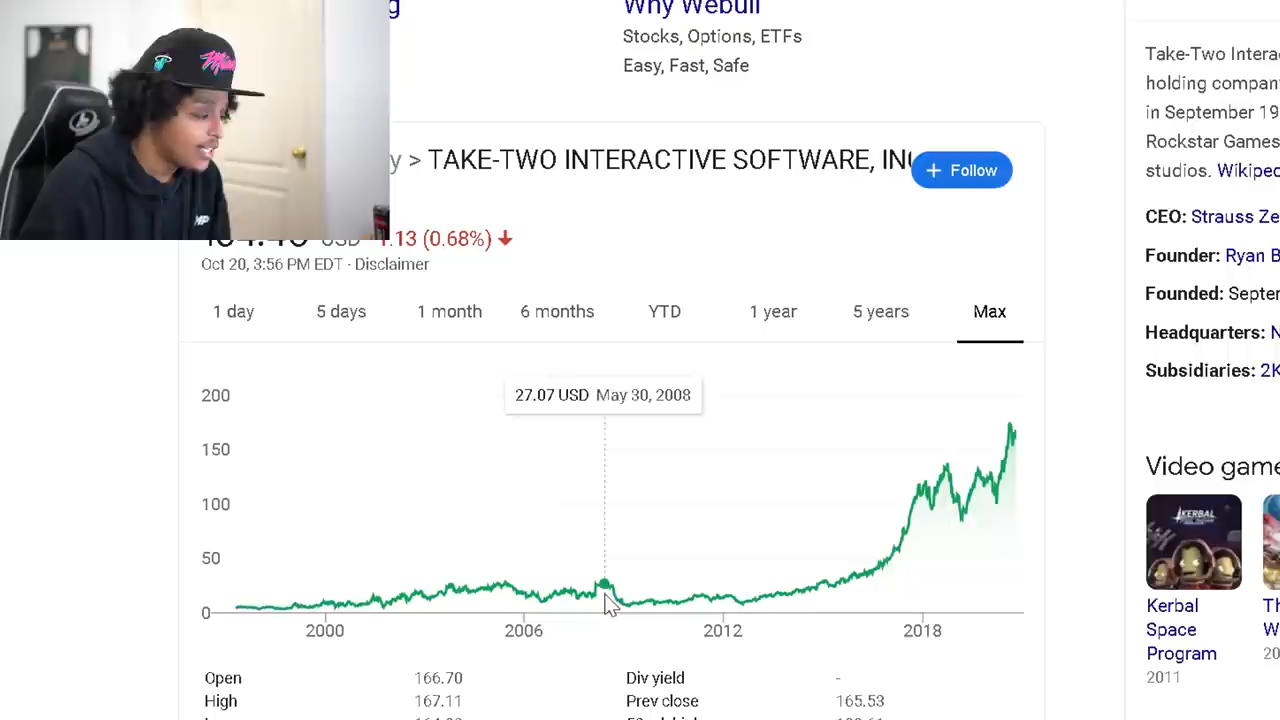 Why Webull
Stocks, Options, ETFs
Easy, Fast, Safe
> TAKE-TWO INTERACTIVE SOFTWARE, INC
+ Follow
USD 1.13 (0.68%) ↓
Oct 20, 3:56 PM EDT · Disclaimer
1 day 5 days 1 month 6 months YTD 1 year 5 years Max
27.07 USD May 30, 2008
200
150
100
50
0
2000 2006 2012 2018
Open 166.70 Div yield -
High 167.11 Prev close 165.53
Take-Two Interac
holding compan
in September 19
Rockstar Games
studios. Wikiped
CEO: Strauss Ze
Founder: Ryan B
Founded: Septem
Headquarters: N
Subsidiaries: 2K
Video game
KERBAL
Kerbal
Space
Program
2011